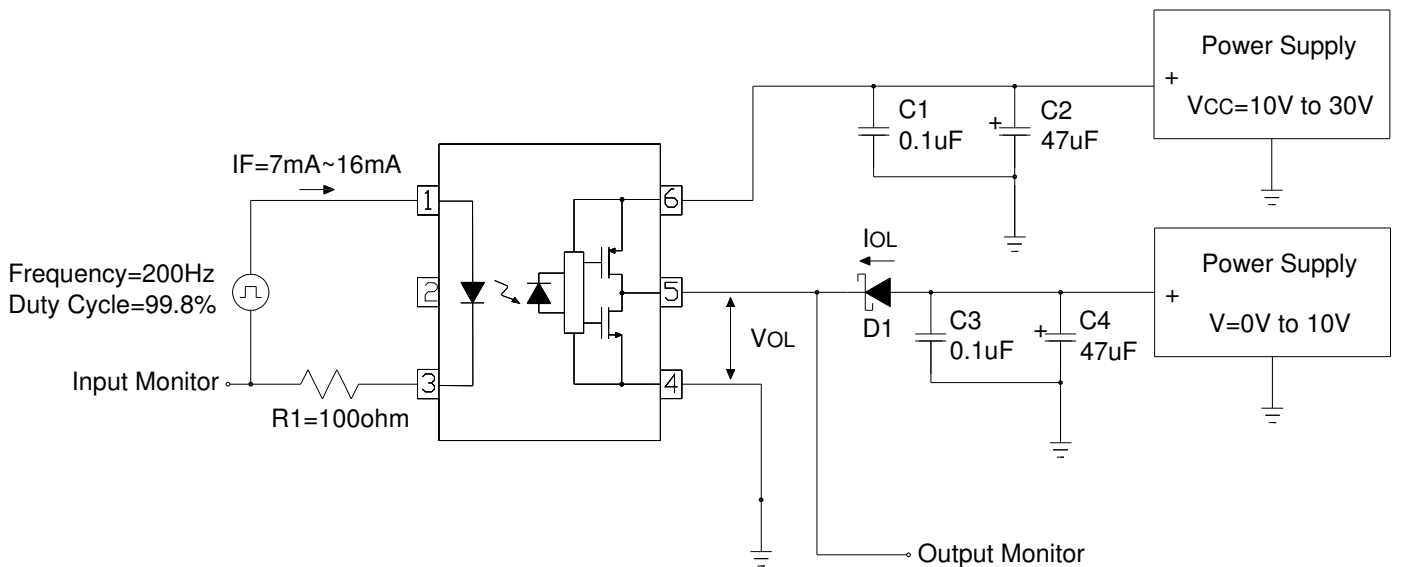 Power Supply
+
VCC=10V to 30V
C1
0.1uF
+
C2
47uF
IF=7mA~16mA
1
6
Frequency=200Hz
Duty Cycle=99.8%
2
5
VOL
IOL
D1
C3
0.1uF
+
C4
47uF
Power Supply
+
V=0V to 10V
Input Monitor
3
4
R1=100ohm
Output Monitor